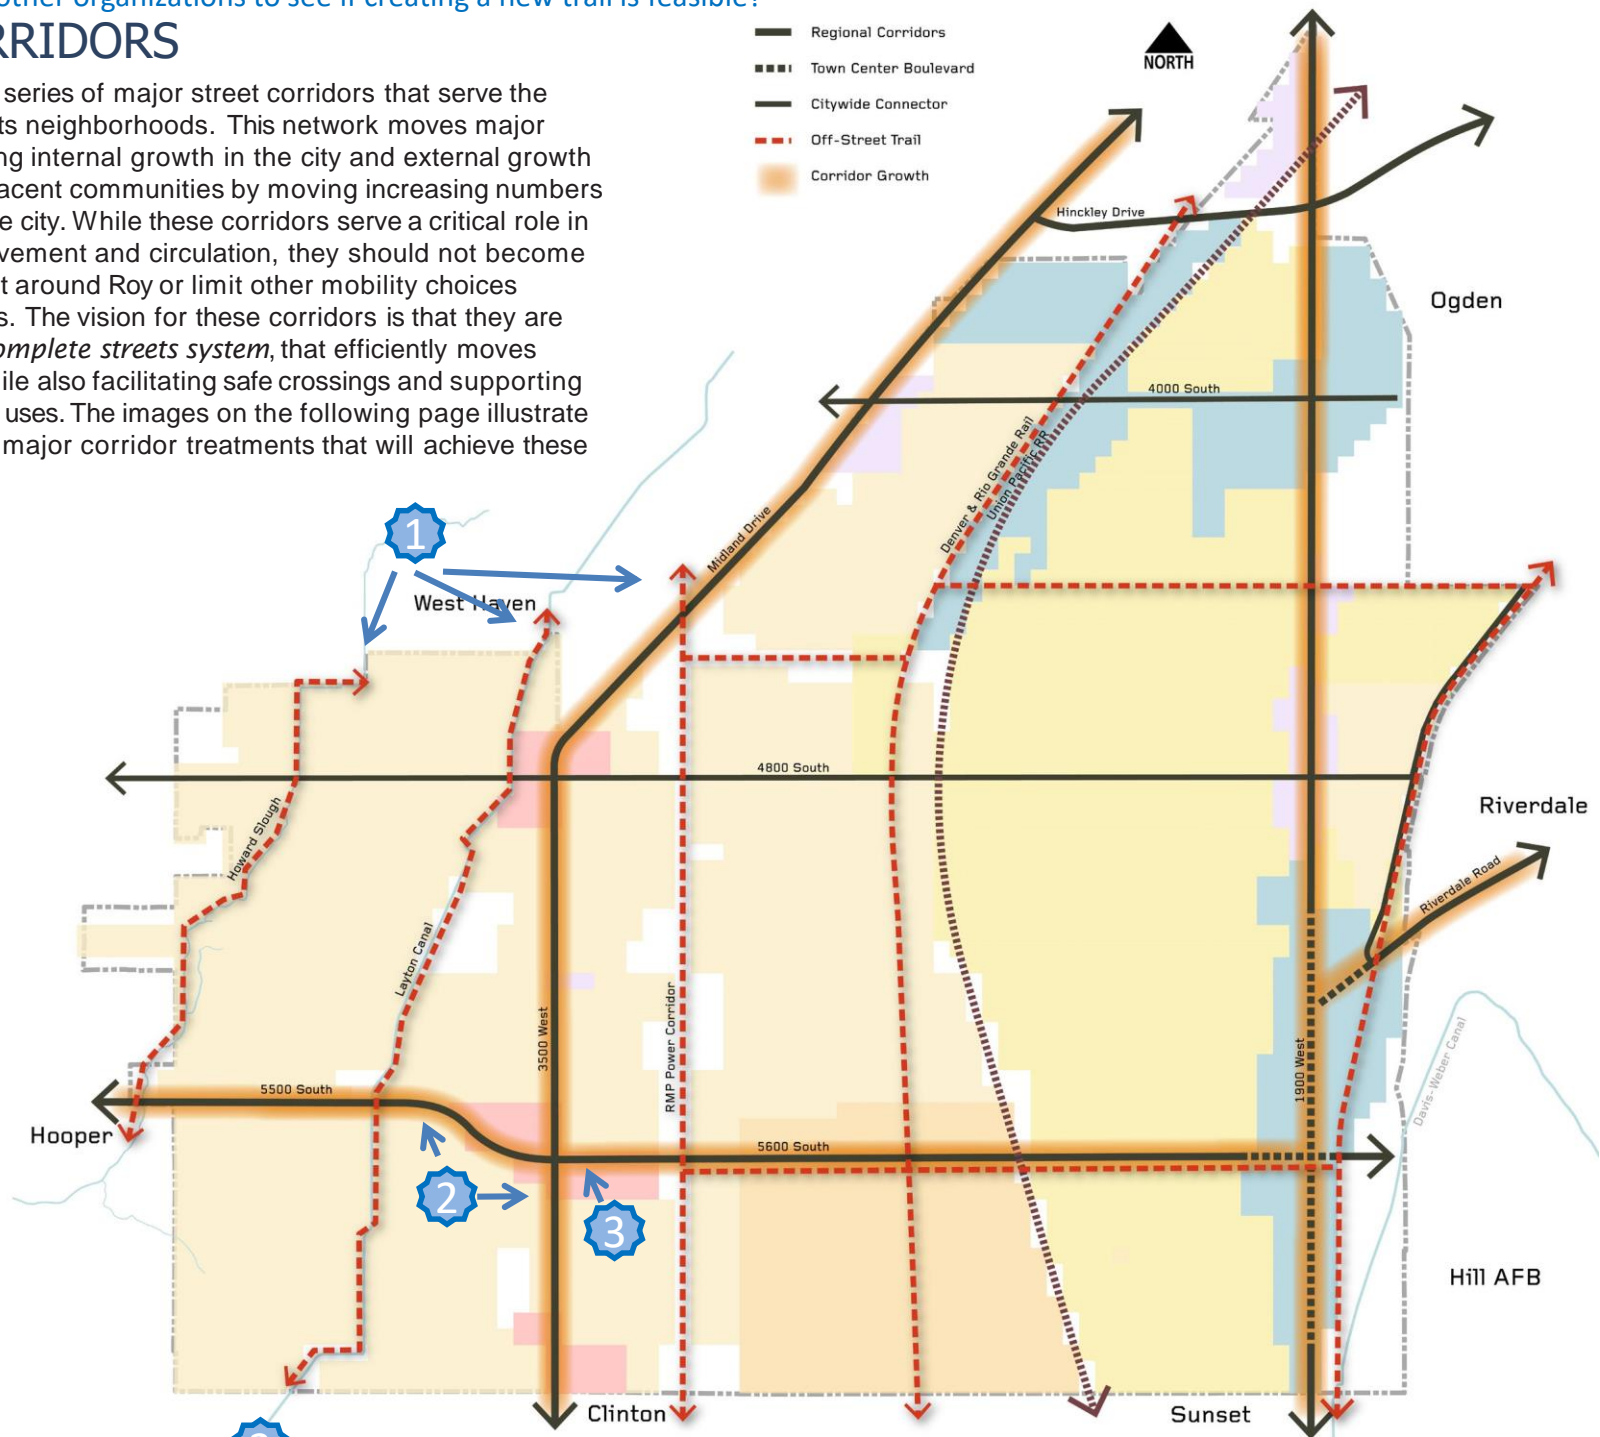 other organizations to see if creating a new trail is feasible?
RRIDORS
series of major street corridors that serve the
ts neighborhoods. This network moves major
ng internal growth in the city and external growth
acent communities by moving increasing numbers
e city. While these corridors serve a critical role in
vement and circulation, they should not become
t around Roy or limit other mobility choices
s. The vision for these corridors is that they are
omplete streets system, that efficiently moves
ile also facilitating safe crossings and supporting
uses. The images on the following page illustrate
major corridor treatments that will achieve these
Regional Corridors
Town Center Boulevard
Citywide Connector
Off-Street Trail
Corridor Growth
NORTH
Hinckley Drive
Ogden
4000 South
Denver & Rio Grande Rail
Union Pacific RR
Midland Drive
1
West Haven
4800 South
Riverdale
Howard Slough
Riverdale Road
Layton Canal
3500 West
RMP Power Corridor
1900 West
Davis-Weber Canal
5500 South
Hooper
5600 South
2
3
Hill AFB
Clinton
Sunset